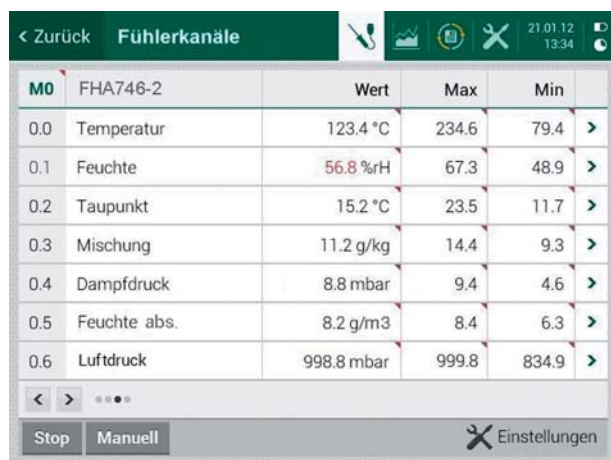 < Zurück Fühlerkanäle 21.01.12
13:34
M0 FHA746-2 Wert Max Min
0.0 Temperatur 123.4 °C 234.6 79.4 >
0.1 Feuchte 56.8 %rH 67.3 48.9 >
0.2 Taupunkt 15.2 °C 23.5 11.7 >
0.3 Mischung 11.2 g/kg 14.4 9.3 >
0.4 Dampfdruck 8.8 mbar 9.4 4.6 >
0.5 Feuchte abs. 8.2 g/m3 8.4 6.3 >
0.6 Luftdruck 998.8 mbar 999.8 834.9 >
< >
Stop Manuell Einstellungen